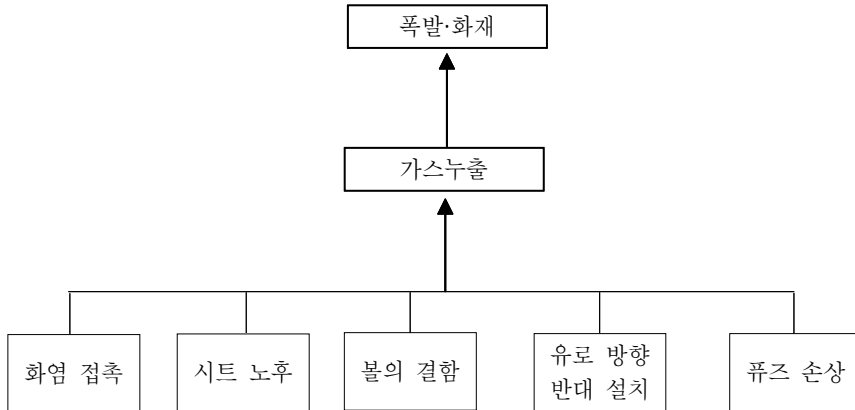 폭발·화재
가스누출
화염 접촉
시트 노후
볼의 결함
유로 방향
반대 설치
퓨즈 손상